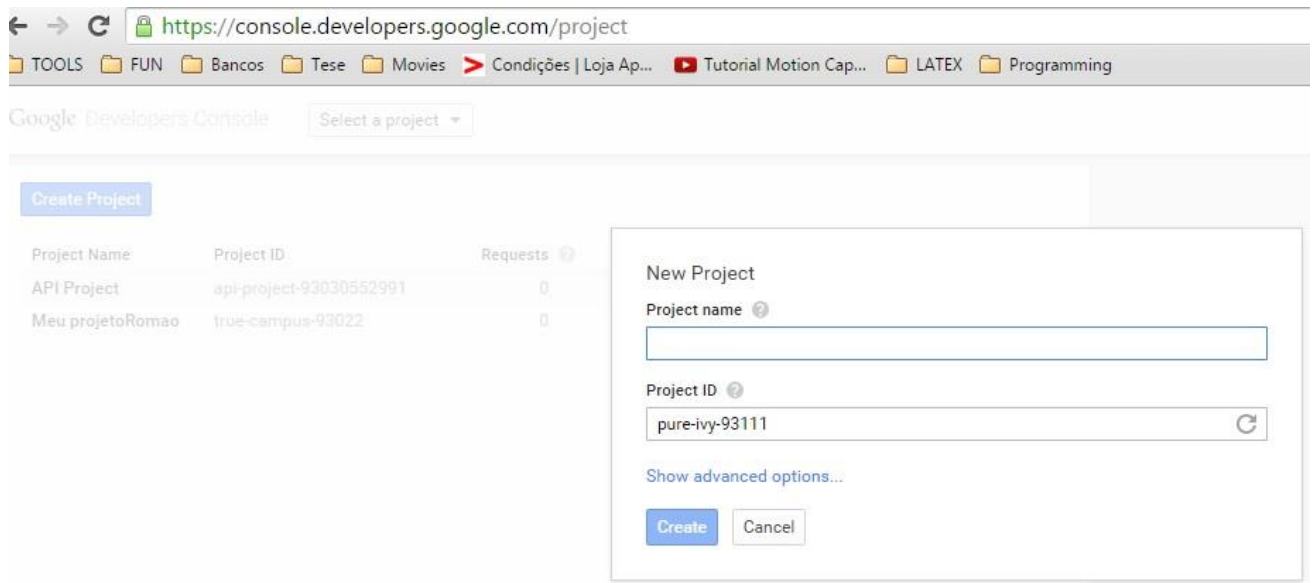 https://console.developers.google.com/project
TOOLS FUN Bancos Tese Movies Condições | Loja Ap... Tutorial Motion Cap... LATEX Programming
Google Developers Console Select a project
Create Project
Project Name Project ID Requests
API Project api-project-93030552991 0
Meu projetoRomao true-campus-93022 0
New Project
Project name
Project ID
pure-ivy-93111
Show advanced options...
Create Cancel